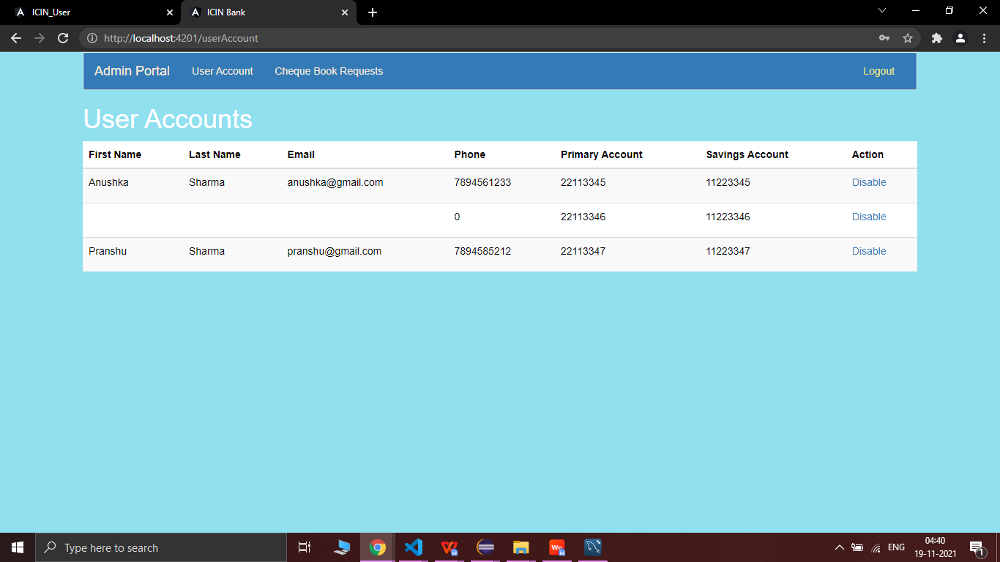 ICIN_User
ICIN Bank
http://localhost:4201/userAccount
Admin Portal User Account Cheque Book Requests Logout
User Accounts
First Name Last Name Email Phone Primary Account Savings Account Action
Anushka Sharma anushka@gmail.com 7894561233 22113345 11223345 Disable
0 22113346 11223346 Disable
Pranshu Sharma pranshu@gmail.com 7894585212 22113347 11223347 Disable
Type here to search
ENG
04:40
19-11-2021
1